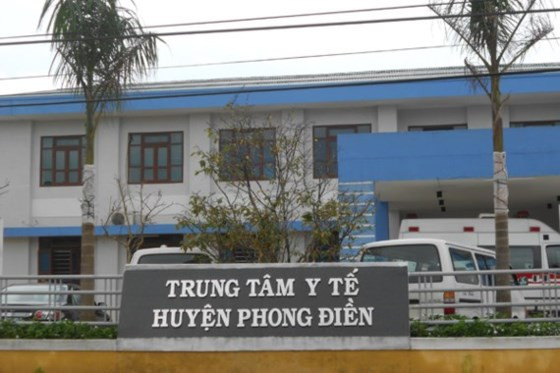 TRUNG TÂM Y TẾ
HUYỆN PHONG ĐIỀN